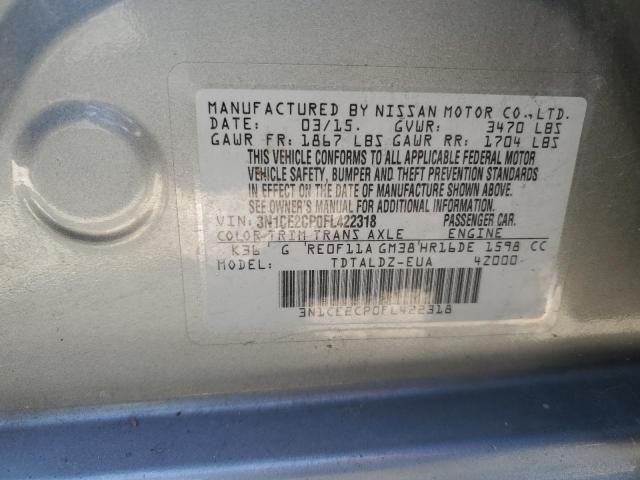 MANUFACTURED BY NISSAN MOTOR CO.,LTD.
DATE: 03/15. GVWR: 3470 LBS
GAWR FR: 1867 LBS GAWR RR: 1704 LBS
THIS VEHICLE CONFORMS TO ALL APPLICABLE FEDERAL MOTOR
VEHICLE SAFETY, BUMPER AND THEFT PREVENTION STANDARDS
IN EFFECT ON THE DATE OF MANUFACTURE SHOWN ABOVE.
SEE OWNER'S MANUAL FOR ADDITIONAL INFORMATION.
VIN: 3N1CE2CP0FL422318 PASSENGER CAR.
COLOR TRIM TRANS AXLE ENGINE
K36 G RE0F11A GM38 HR16DE 1598 CC
MODEL: TDTALDZ-EUA 4Z000
3N1CE2CP0FL422318